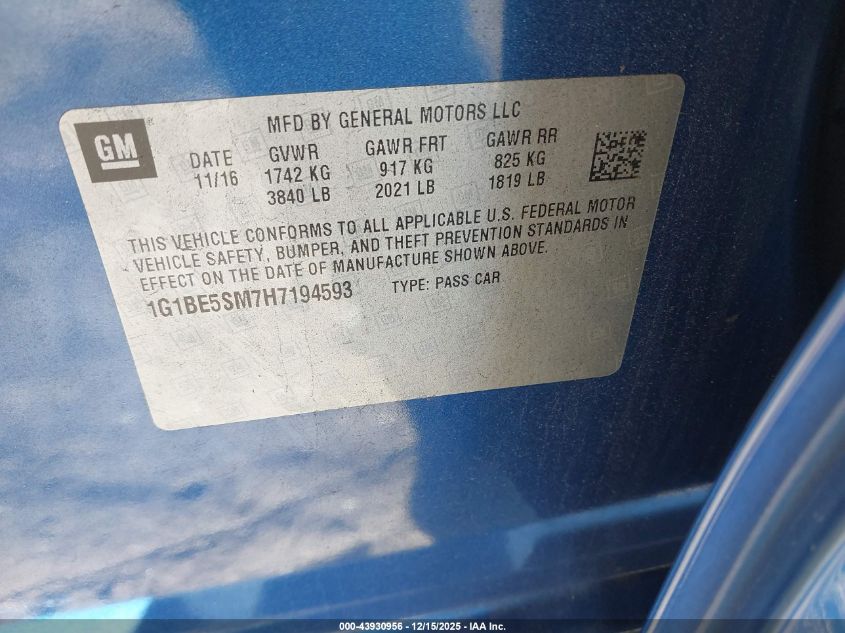 GM
MFD BY GENERAL MOTORS LLC
DATE GVWR GAWR FRT GAWR RR
11/16 1742 KG 917 KG 825 KG
3840 LB 2021 LB 1819 LB
THIS VEHICLE CONFORMS TO ALL APPLICABLE U.S. FEDERAL MOTOR
VEHICLE SAFETY, BUMPER, AND THEFT PREVENTION STANDARDS IN
EFFECT ON THE DATE OF MANUFACTURE SHOWN ABOVE.
1G1BE5SM7H7194593 TYPE: PASS CAR
000-43930956 - 12/15/2025 - IAA Inc.